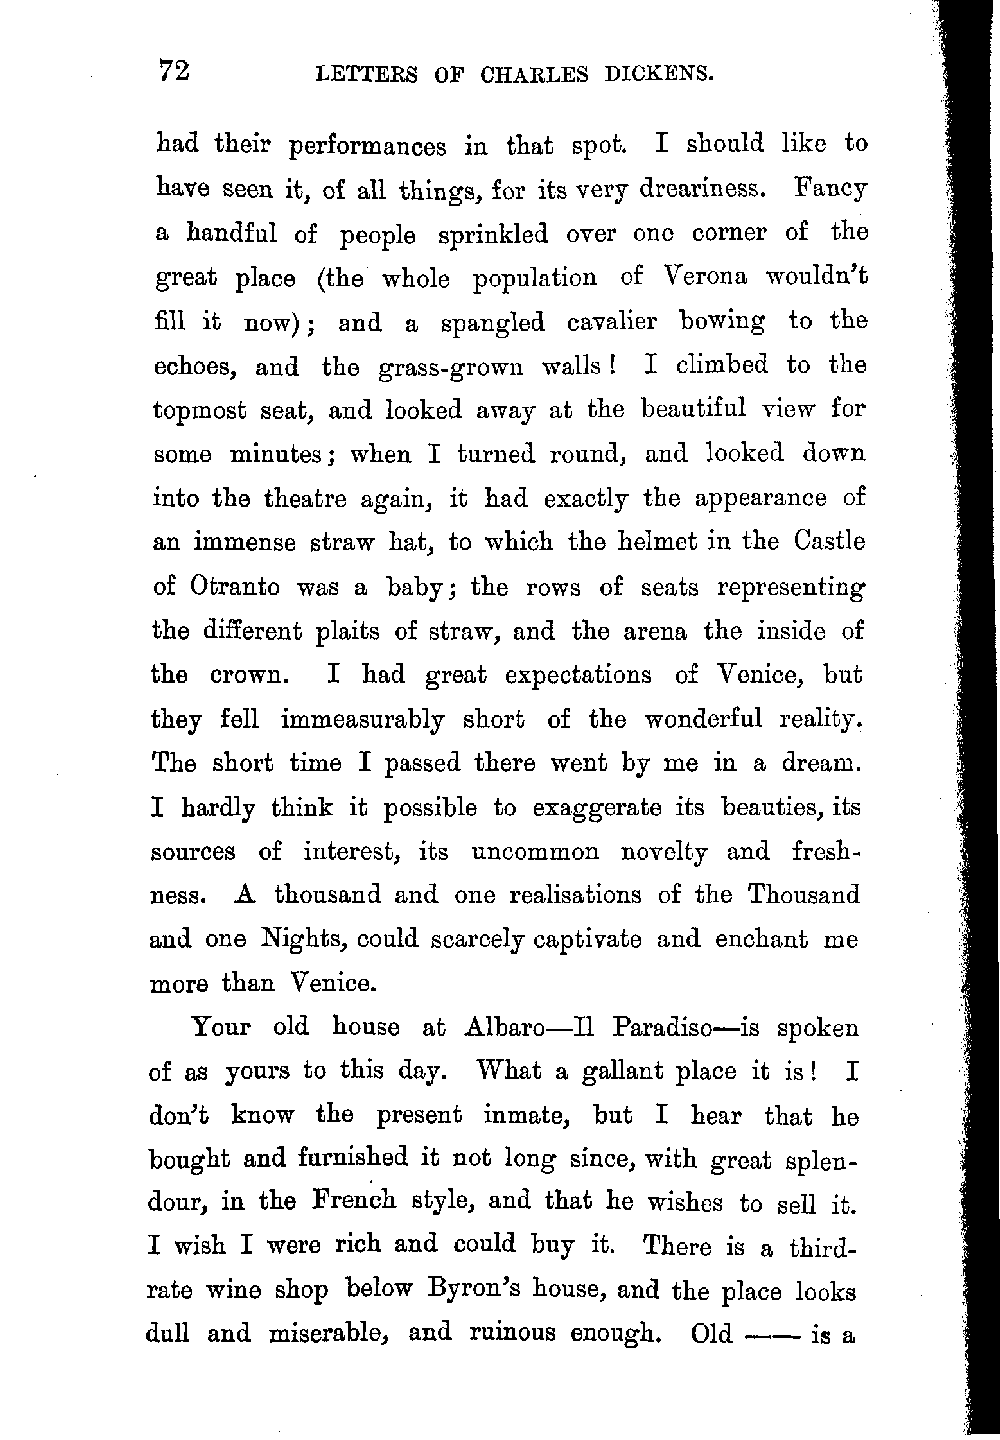 72 LETTERS OF CHARLES DICKENS.
had their performances in that spot. I should like to
have seen it, of all things, for its very dreariness. Fancy
a handful of people sprinkled over one corner of the
great place (the whole population of Verona wouldn't
fill it now); and a spangled cavalier bowing to the
echoes, and the grass-grown walls! I climbed to the
topmost seat, and looked away at the beautiful view for
some minutes; when I turned round, and looked down
into the theatre again, it had exactly the appearance of
an immense straw hat, to which the helmet in the Castle
of Otranto was a baby; the rows of seats representing
the different plaits of straw, and the arena the inside of
the crown. I had great expectations of Venice, but
they fell immeasurably short of the wonderful reality.
The short time I passed there went by me in a dream.
I hardly think it possible to exaggerate its beauties, its
sources of interest, its uncommon novelty and fresh-
ness. A thousand and one realisations of the Thousand
and one Nights, could scarcely captivate and enchant me
more than Venice.
Your old house at Albaro—Il Paradiso—is spoken
of as yours to this day. What a gallant place it is! I
don't know the present inmate, but I hear that he
bought and furnished it not long since, with great splen-
dour, in the French style, and that he wishes to sell it.
I wish I were rich and could buy it. There is a third-
rate wine shop below Byron's house, and the place looks
dull and miserable, and ruinous enough. Old —— is a